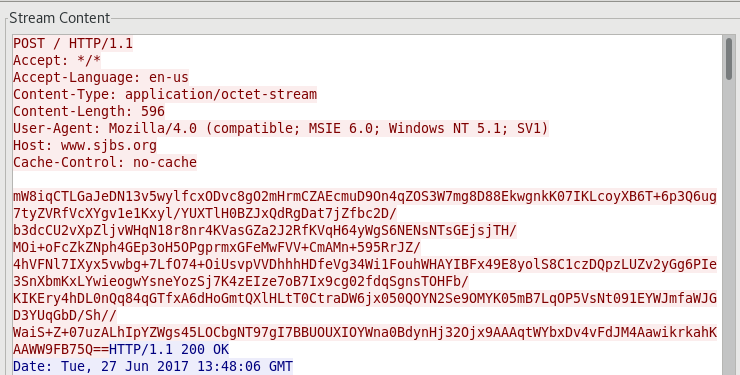 Stream Content
POST / HTTP/1.1
Accept: */*
Accept-Language: en-us
Content-Type: application/octet-stream
Content-Length: 596
User-Agent: Mozilla/4.0 (compatible; MSIE 6.0; Windows NT 5.1; SV1)
Host: www.sjbs.org
Cache-Control: no-cache
mW8iqCTLGaJeDN13v5wylfcxODvc8gO2mHrmCZAEcmuD9On4qZOS3W7mg8D88EkwgnkK07IKLcoyXB6T+6p3Q6ug
7tyZVRfVcXYgv1e1Kxyl/YUXTlH0BZJxQdRgDat7jZfbc2D/
b3dcCU2vXpZljvWHqN18r8nr4KVasGZa2J2RfKVqH64yWgS6NENsNTsGEjsjTH/
MOi+oFcZkZNph4GEp3oH5OPgprmxGFeMwFVV+CmAMn+595RrJZ/
4hVFNl7IXyx5vwbg+7LfO74+OiUsvpVVDhhhHDfeVg34Wi1FouhWHAYIBFx49E8yolS8C1czDQpzLUZv2yGg6PIe
3SnXbmKxLYwieogwYsneYozSj7K4zEIze7oB7Ix9cg02fdqSgnsTOHFb/
KIKEry4hDL0nQq84qGTfxA6dHoGmtQXlHLtT0CtraDW6jx050QOYN2Se9OMYK05mB7LqOP5VsNt091EYWJmfaWJG
D3YUqGbD/Sh//
WaiS+Z+07uzALhIpYZWgs45LOCbgNT97gI7BBUOUXIOYWna0BdynHj32Ojx9AAAqtWYbxDv4vFdJM4AawikrkahK
AAWW9FB75Q==HTTP/1.1 200 OK
Date: Tue, 27 Jun 2017 13:48:06 GMT